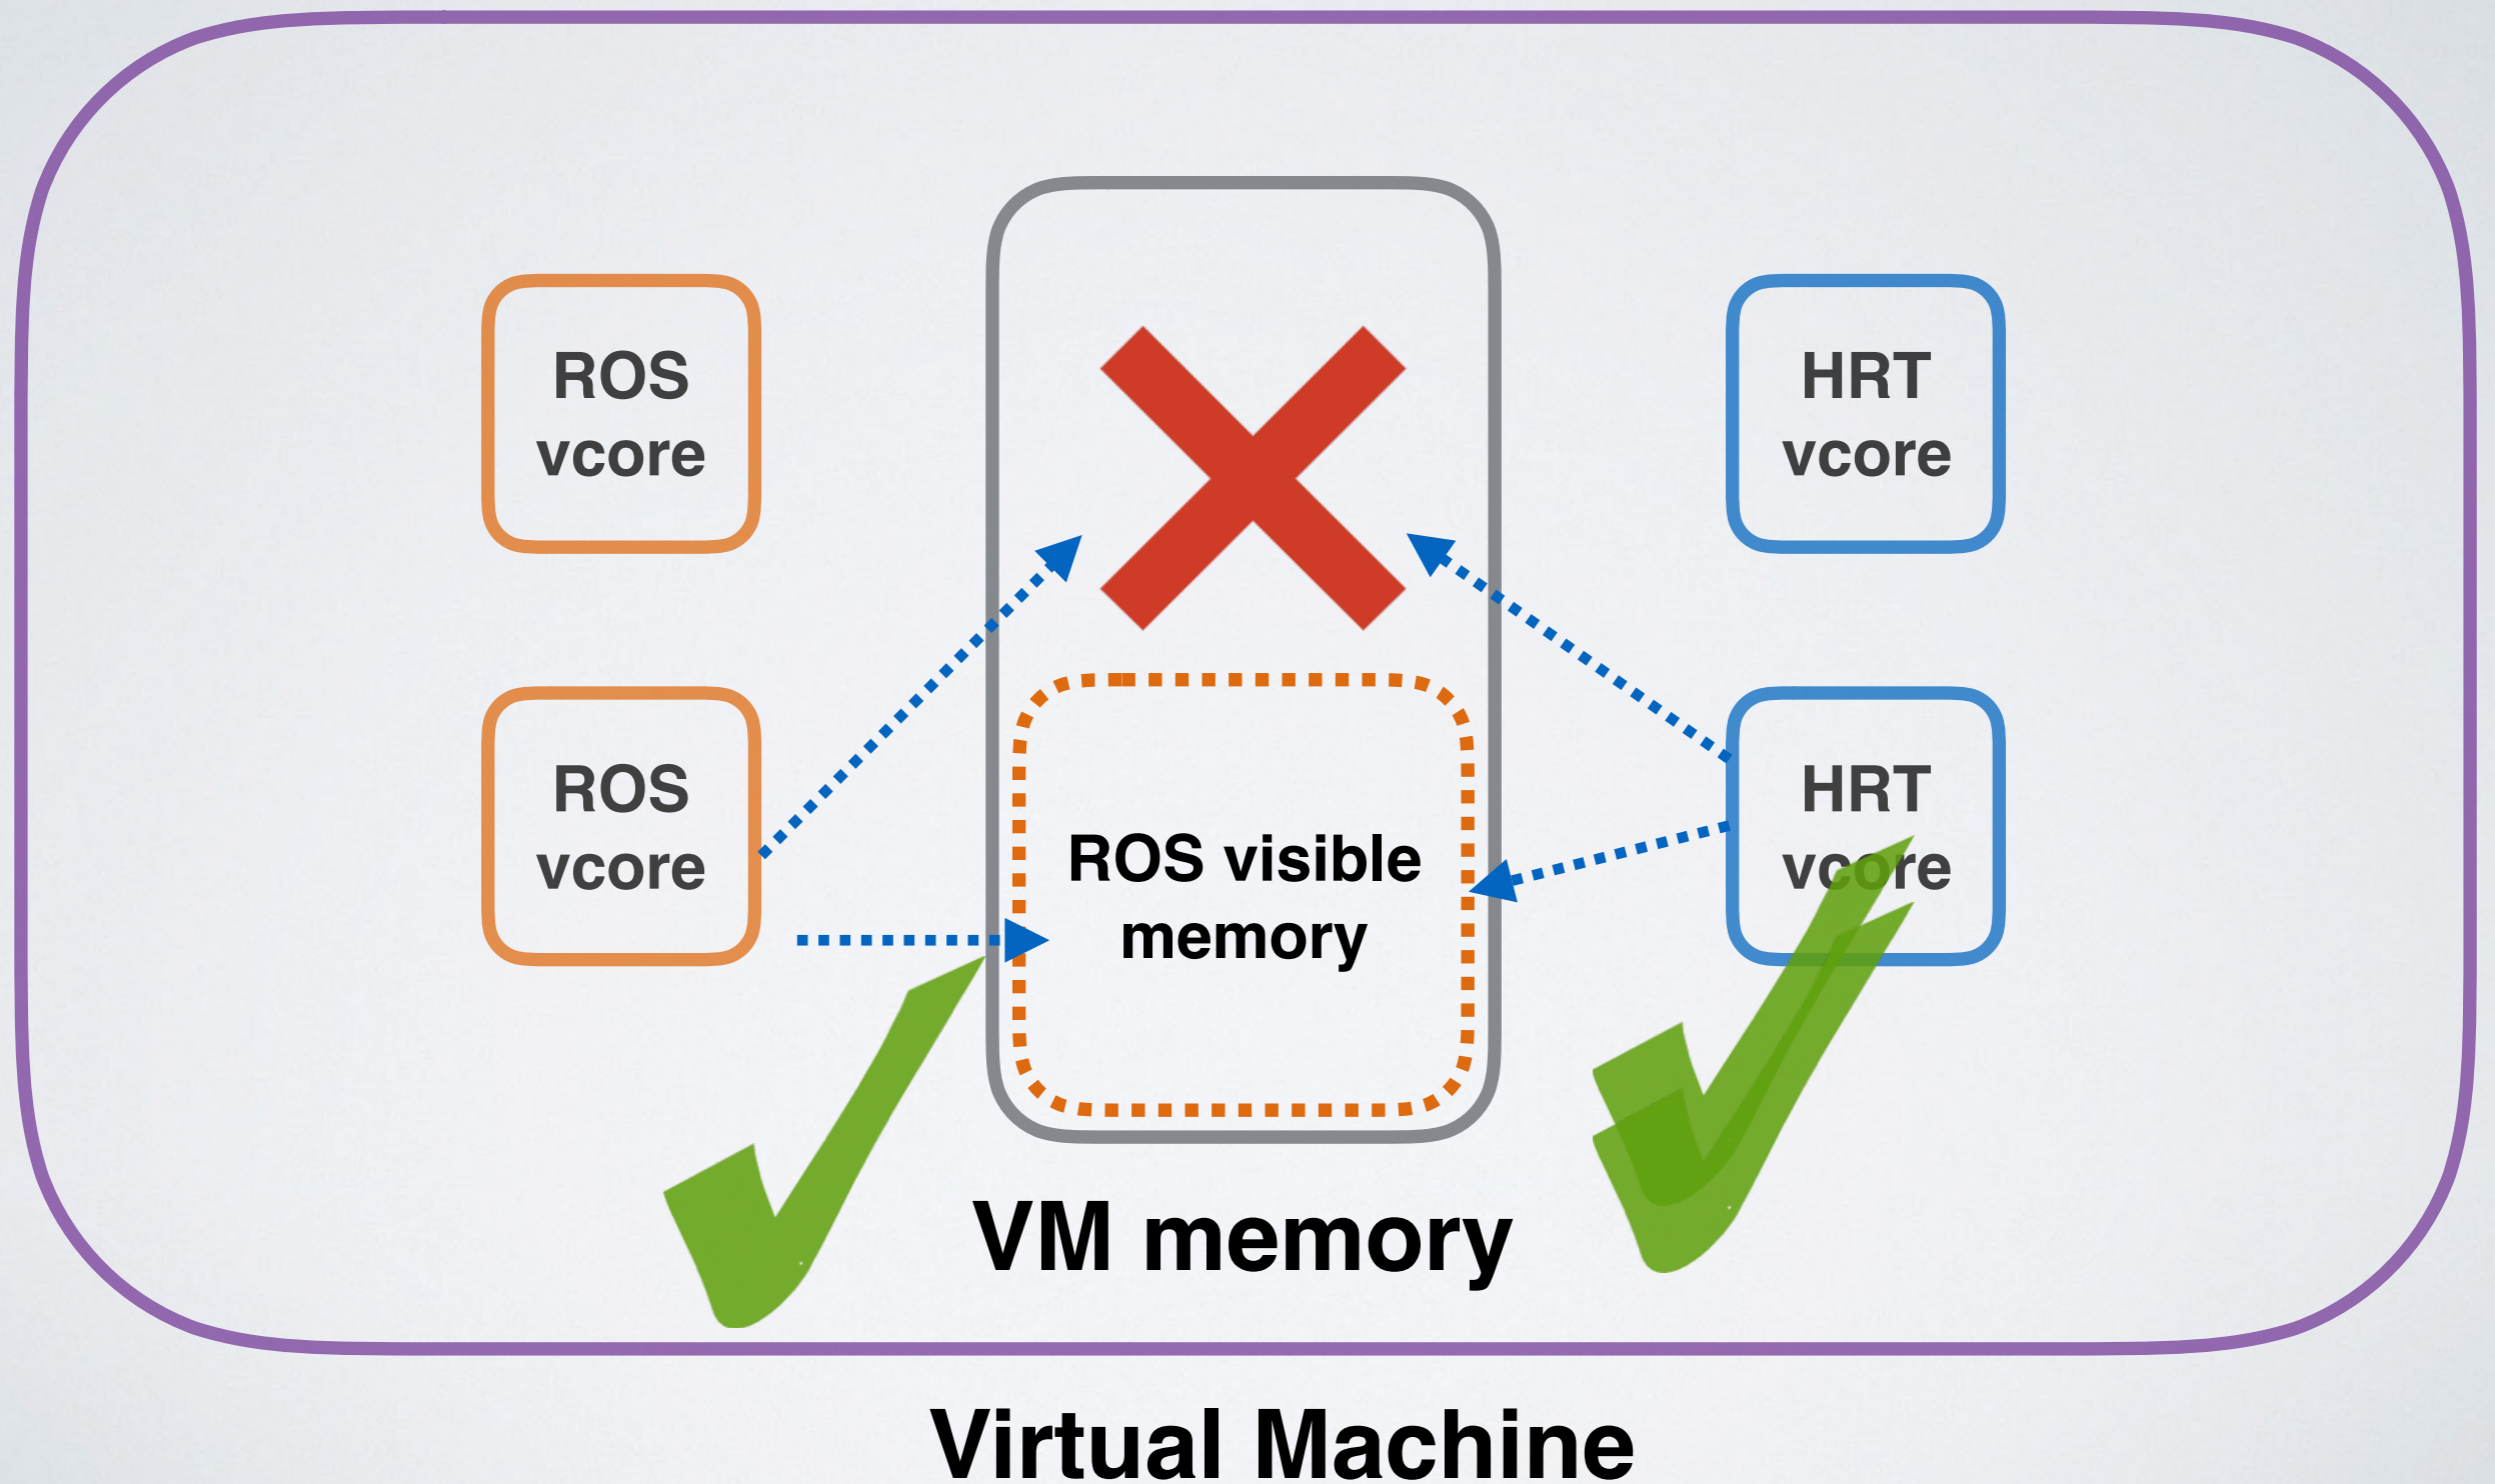 ROS
vcore
HRT
vcore
ROS
vcore
ROS visible
memory
HRT
vcore
VM memory
Virtual Machine